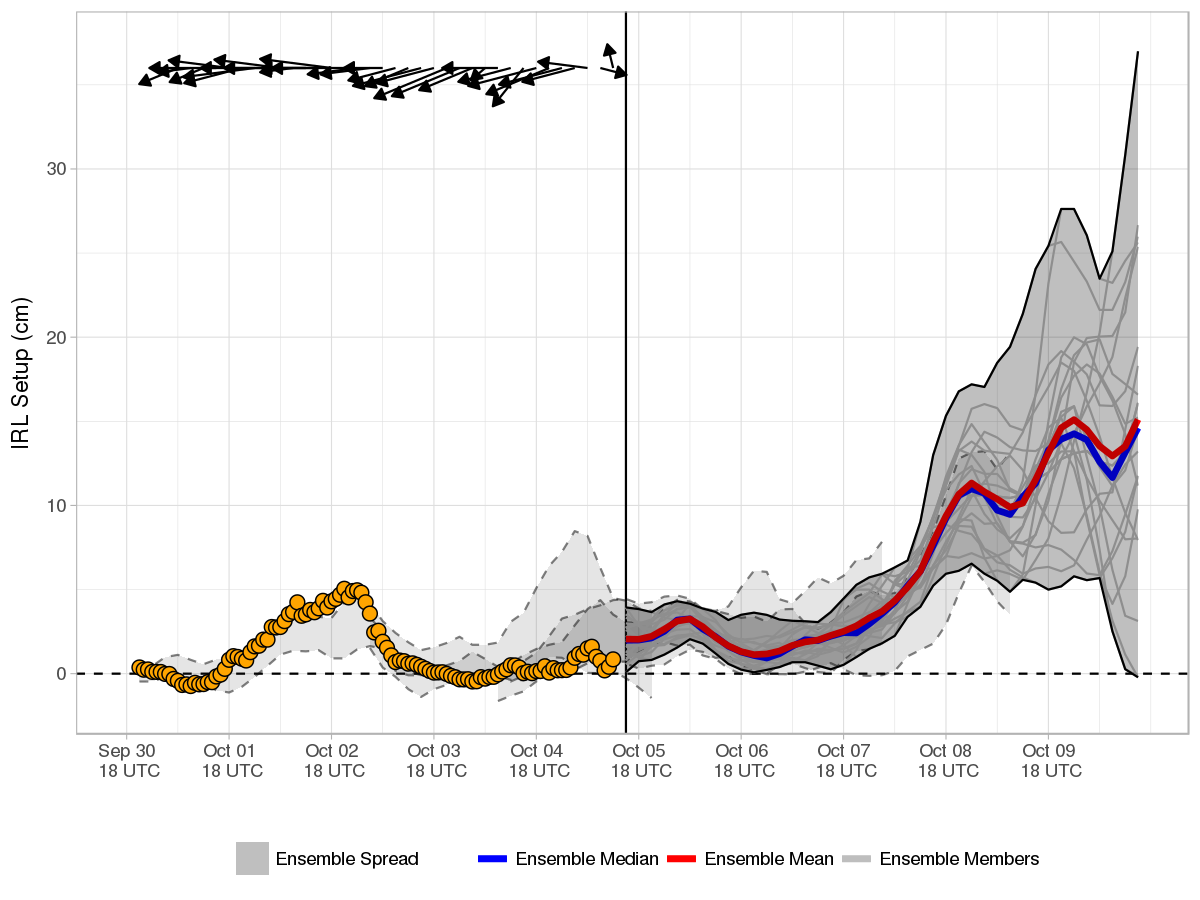 IRL Setup (cm)
30
20
10
0
Sep 30 Oct 01 Oct 02 Oct 03 Oct 04 Oct 05 Oct 06 Oct 07 Oct 08 Oct 09
18 UTC 18 UTC 18 UTC 18 UTC 18 UTC 18 UTC 18 UTC 18 UTC 18 UTC 18 UTC
Ensemble Spread Ensemble Median Ensemble Mean Ensemble Members